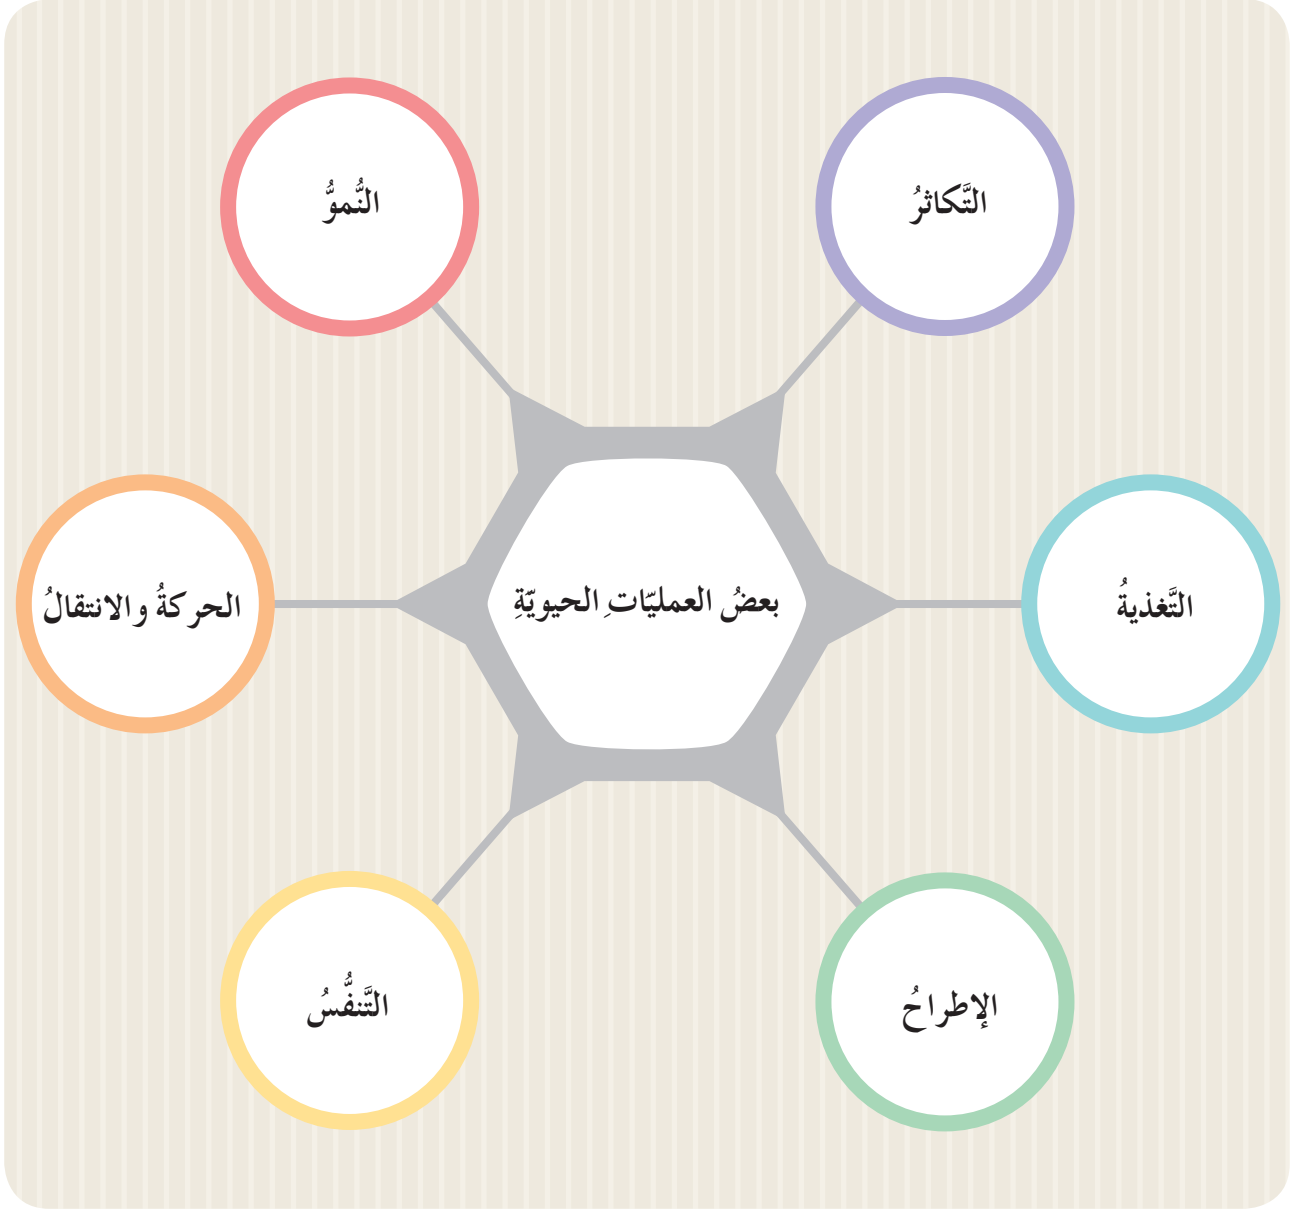 التَّكاثرُ
النُّموُّ
التَّغذيةُ
بعضُ العمليّاتِ الحيويّةِ
الحركةُ والانتقالُ
الإطراحُ
التَّنفُّسُ